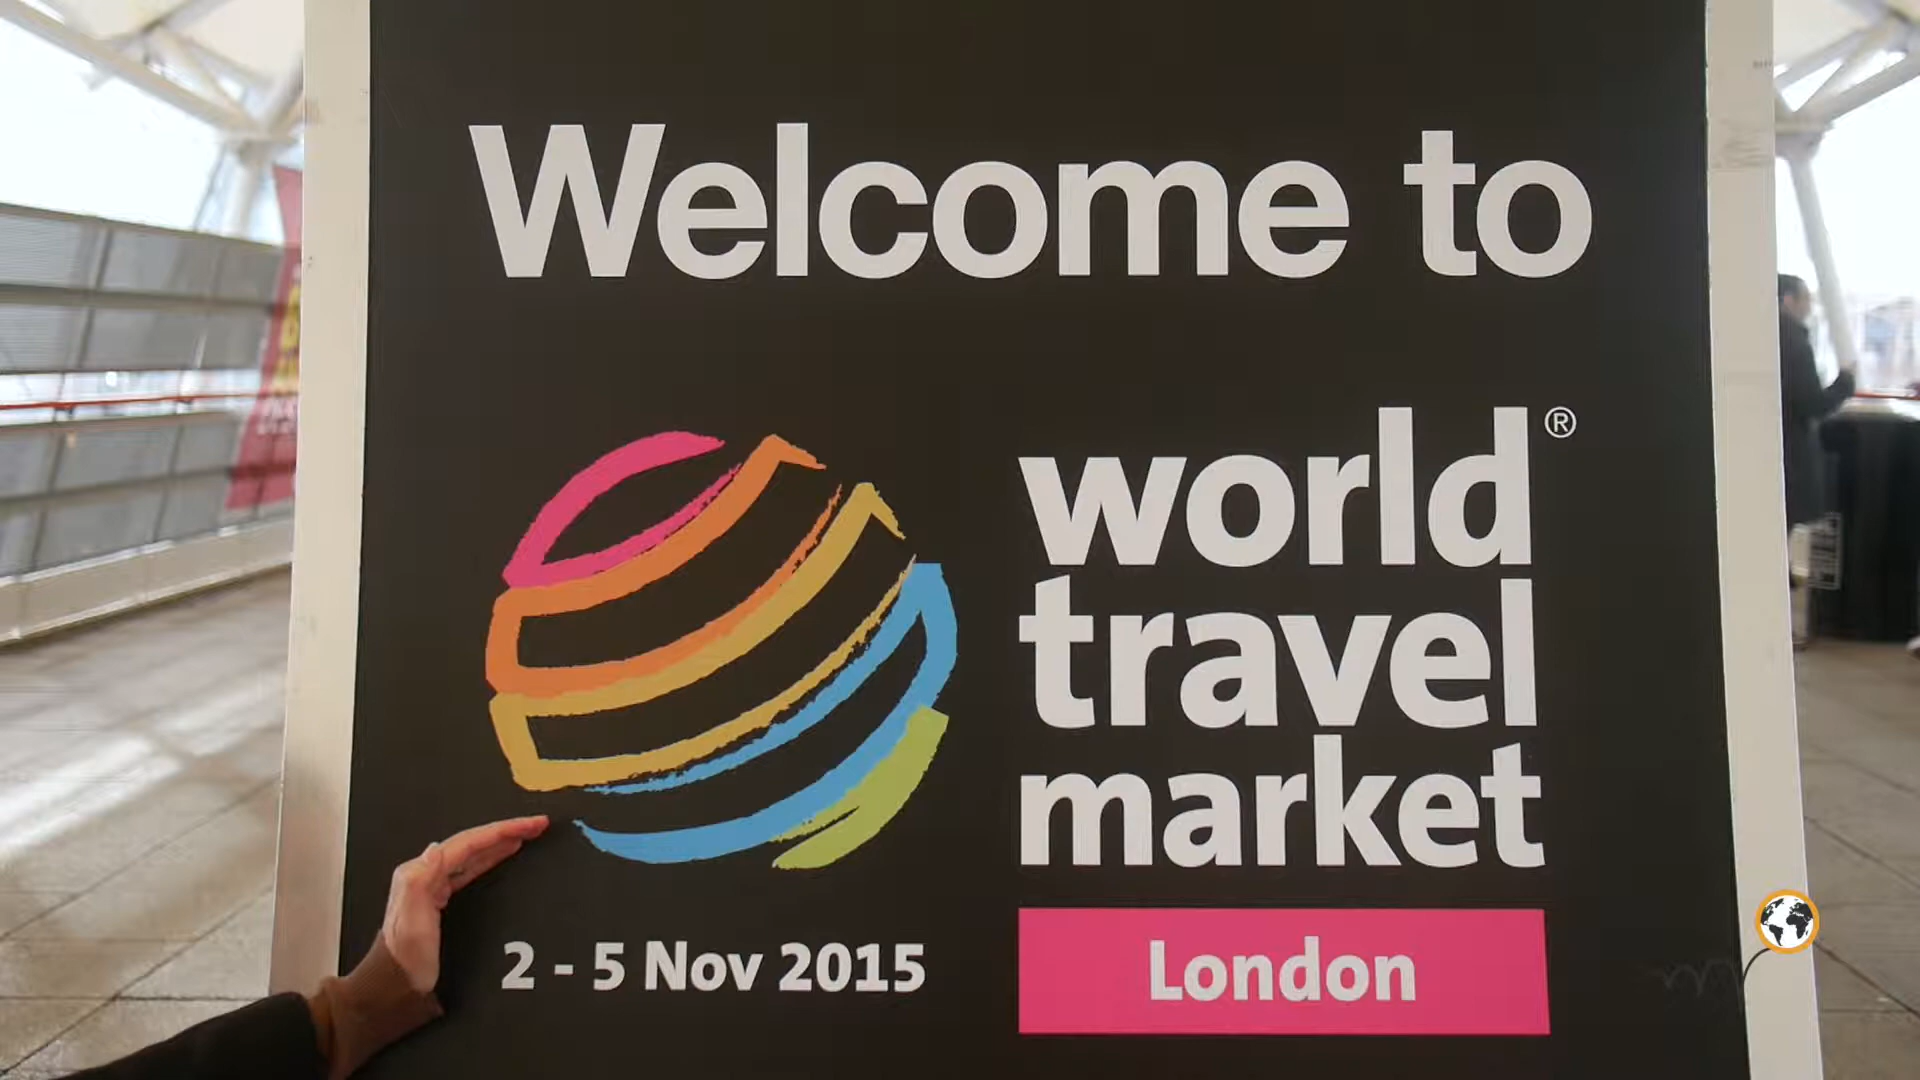 Welcome to
world®
travel
market
2 - 5 Nov 2015
London